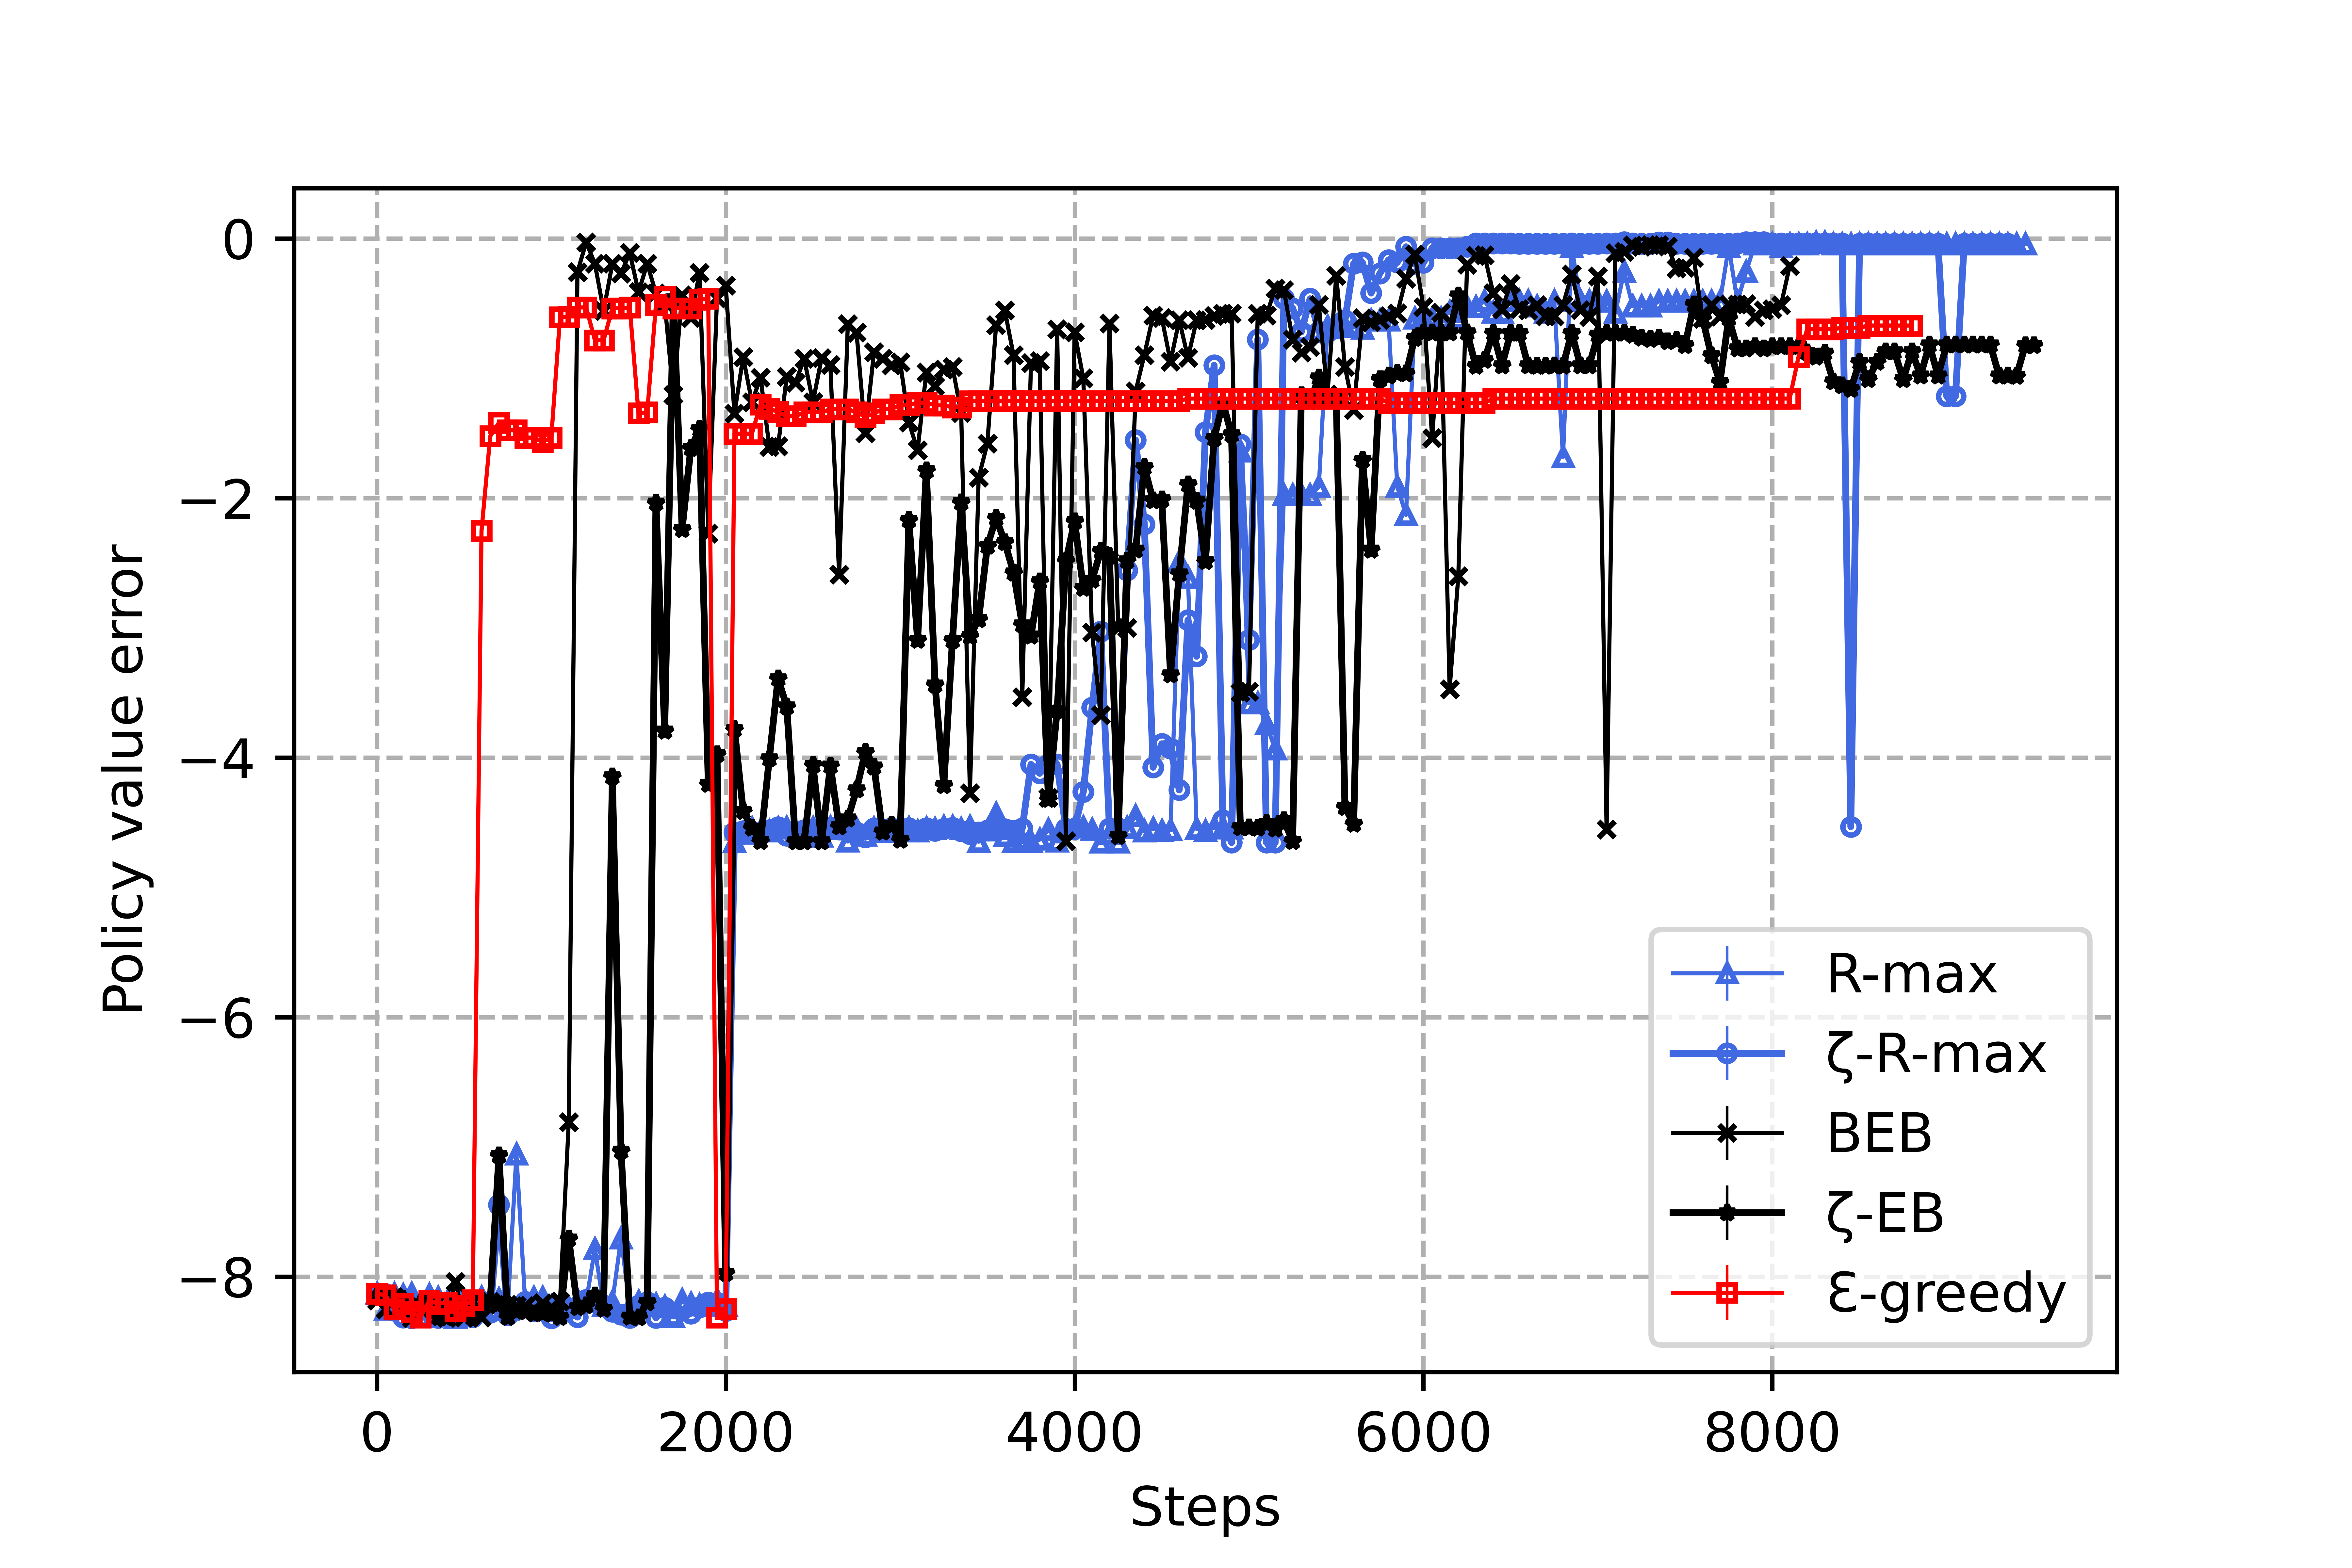 0
−2
−4
−6
−8
Policy value error
0 2000 4000 6000 8000
Steps
R-max
ζ-R-max
BEB
ζ-EB
Ɛ-greedy